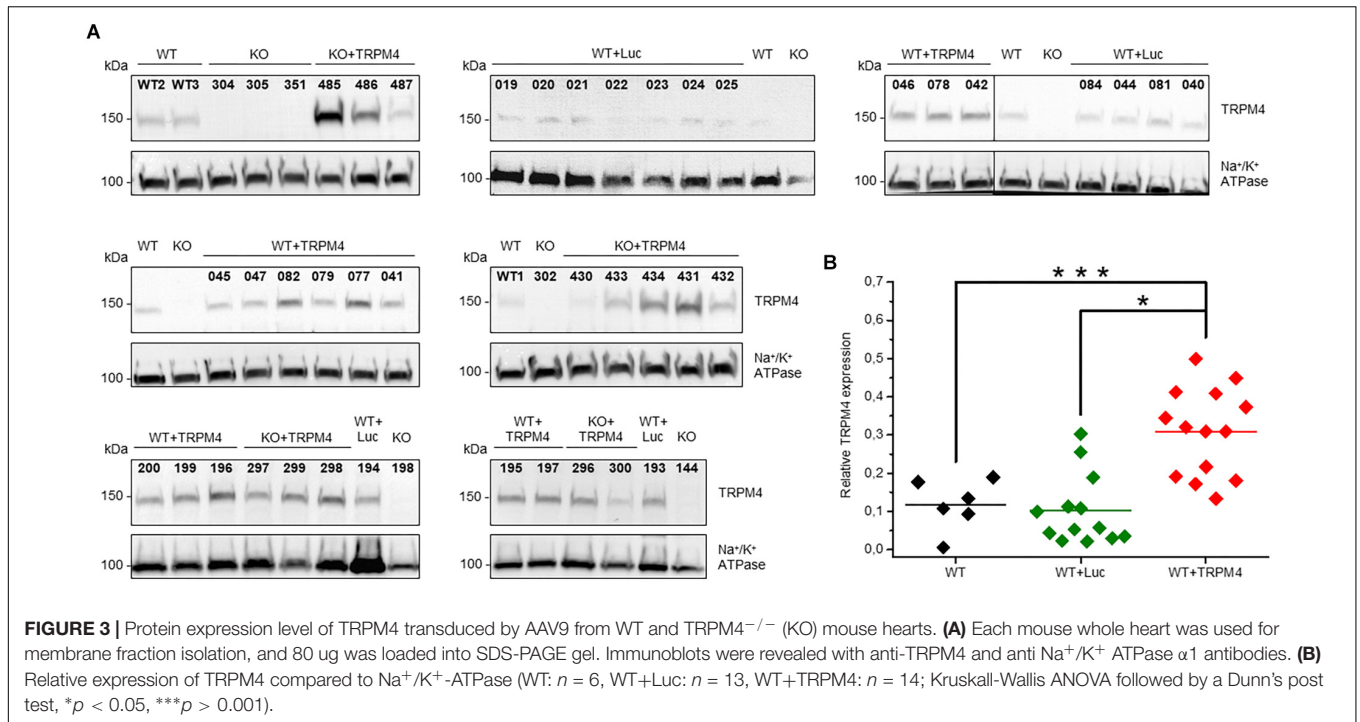 A
WT KO KO+TRPM4
kDa WT2 WT3 304 305 351 485 486 487
150
100
WT+Luc WT KO
kDa 019 020 021 022 023 024 025
150
100
WT+TRPM4 WT KO WT+Luc
kDa 046 078 042 084 044 081 040
150 TRPM4
100 Na+/K+
ATPase
WT KO WT+TRPM4
kDa 045 047 082 079 077 041
150
100
WT KO KO+TRPM4
kDa WT1 302 430 433 434 431 432
150 TRPM4
100 Na+/K+
ATPase
WT+TRPM4 KO+TRPM4 WT+
Luc KO
kDa 200 199 196 297 299 298 194 198
150
100
WT+
TRPM4 KO+
TRPM4 WT+
Luc KO
kDa 195 197 296 300 193 144
150 TRPM4
100 Na+/K+
ATPase
B
* * *
*
Relative TRPM4 expression
0,7
0,6
0,5
0,4
0,3
0,2
0,1
0,0
WT WT+Luc WT+TRPM4
FIGURE 3 | Protein expression level of TRPM4 transduced by AAV9 from WT and TRPM4−/− (KO) mouse hearts. (A) Each mouse whole heart was used for
membrane fraction isolation, and 80 ug was loaded into SDS-PAGE gel. Immunoblots were revealed with anti-TRPM4 and anti Na+/K+ ATPase α1 antibodies. (B)
Relative expression of TRPM4 compared to Na+/K+-ATPase (WT: n = 6, WT+Luc: n = 13, WT+TRPM4: n = 14; Kruskall-Wallis ANOVA followed by a Dunn's post
test, *p < 0.05, ***p > 0.001).